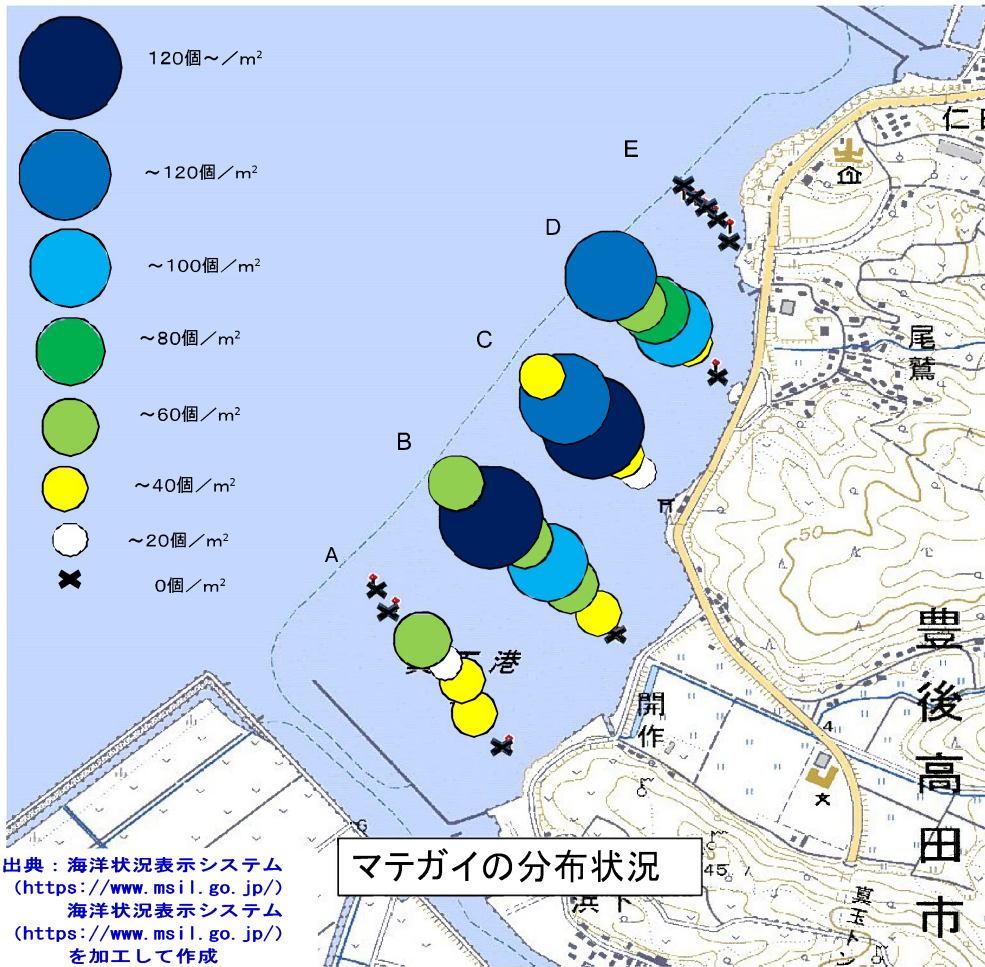 120個～／m²
～120個／m²
～100個／m²
～80個／m²
～60個／m²
～40個／m²
～20個／m²
0個／m²
A
B
C
D
E
尾鷲
開作
豊後高田市
50
50
4
45
マテガイの分布状況
出典：海洋状況表示システム
(https://www.msil.go.jp/)
海洋状況表示システム
(https://www.msil.go.jp/)
を加工して作成